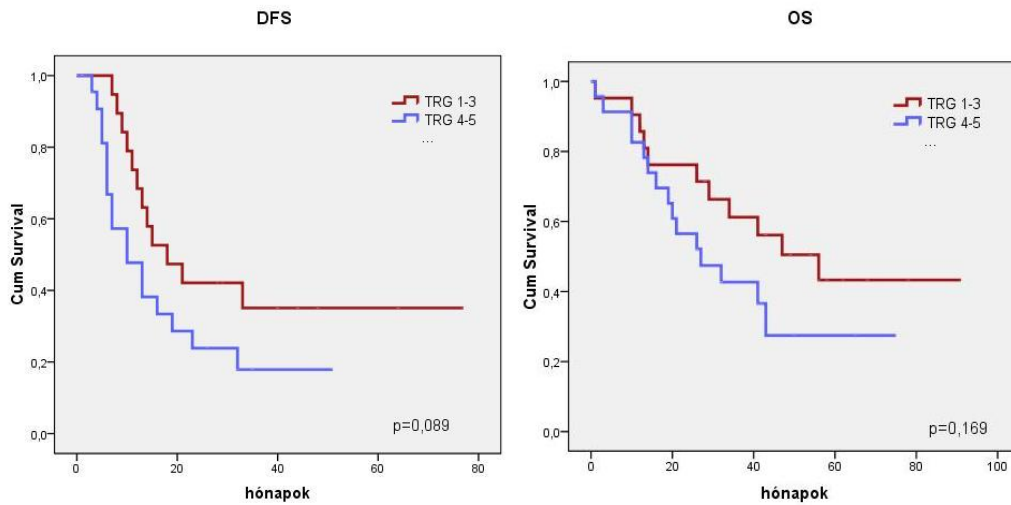 DFS
1,0
0,8
0,6
0,4
0,2
0,0
Cum Survival
TRG 1-3
TRG 4-5
...
p=0,089
0 20 40 60 80
hónapok
OS
1,0
0,8
0,6
0,4
0,2
0,0
Cum Survival
TRG 1-3
TRG 4-5
...
p=0,169
0 20 40 60 80 100
hónapok